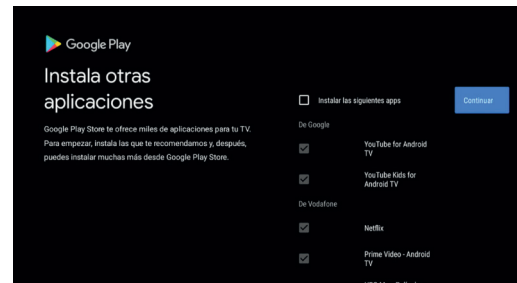 Google Play
Instala otras
aplicaciones
Google Play Store te ofrece miles de aplicaciones para tu TV.
Para empezar, instala las que te recomendamos y, después,
puedes instalar muchas más desde Google Play Store.
Instalar las siguientes apps
Continuar
De Google
YouTube for Android
TV
YouTube Kids for
Android TV
De Vodafone
Netflix
Prime Video - Android
TV